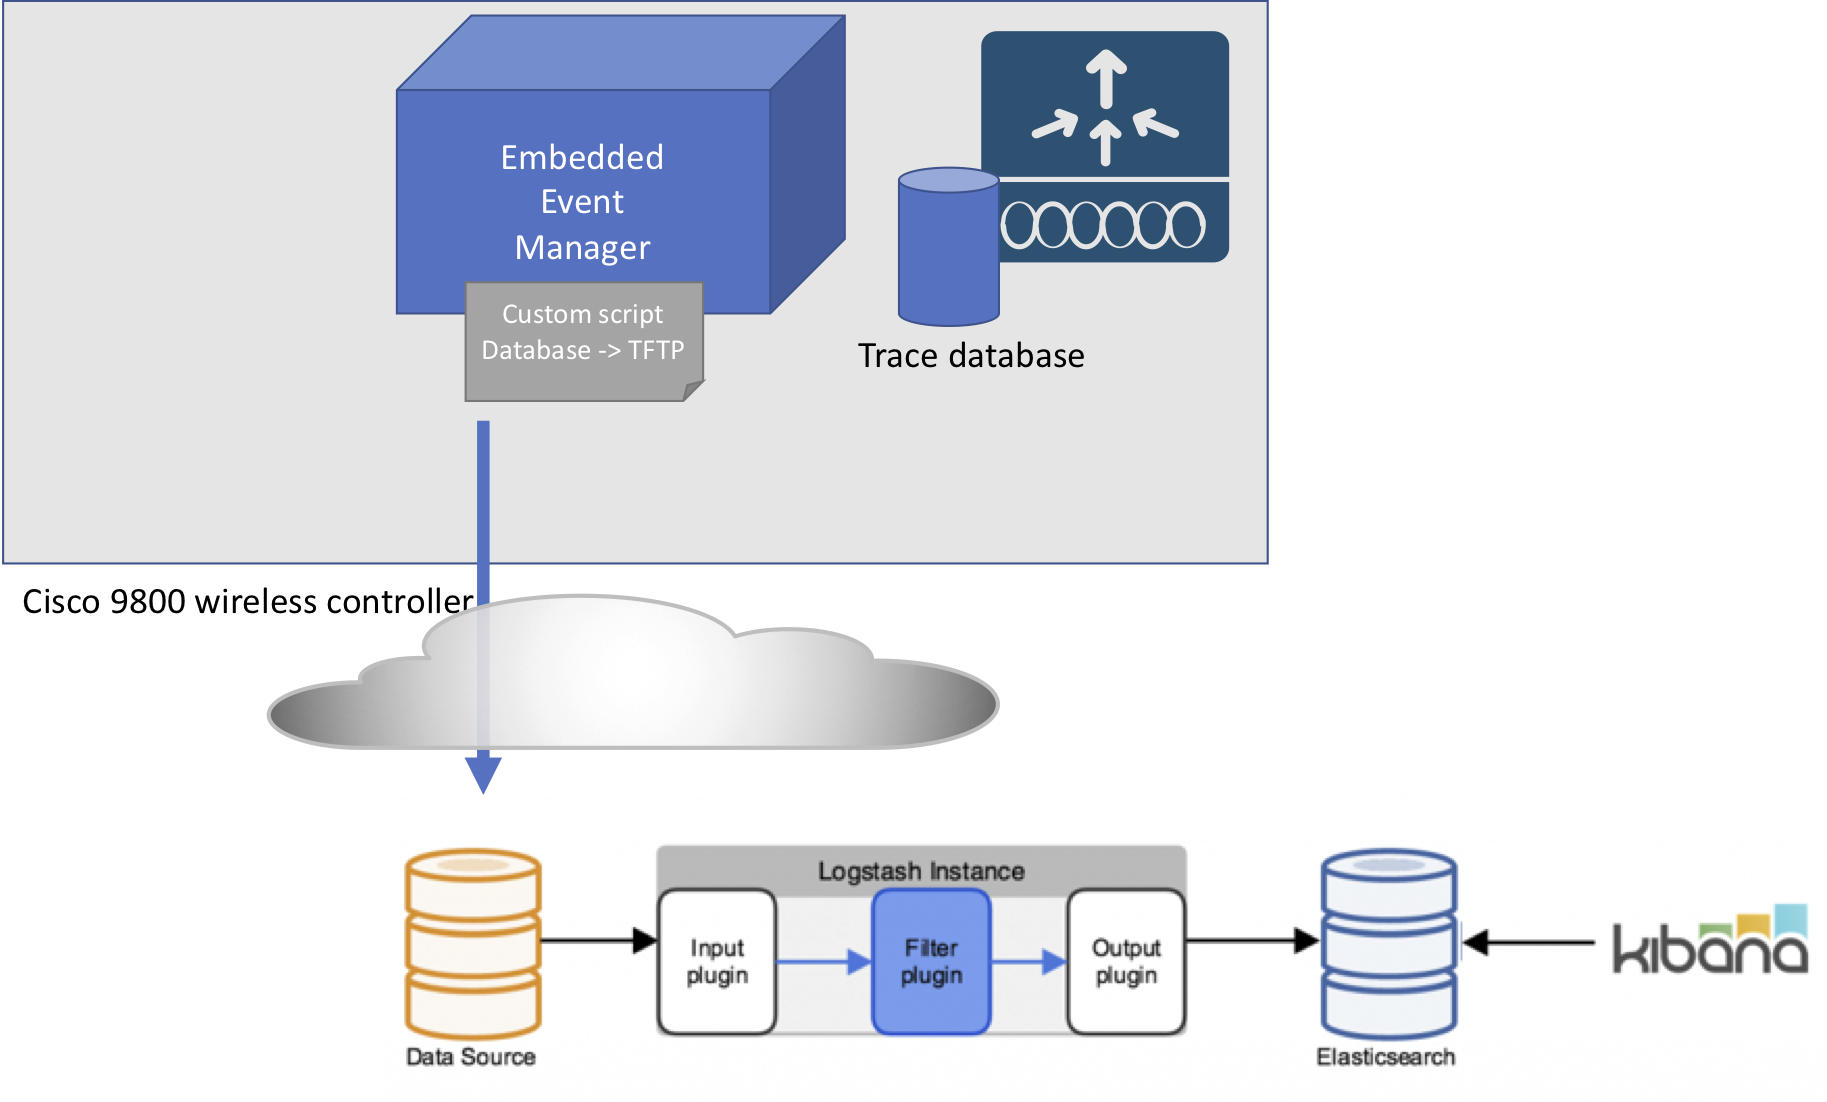 Embedded
Event
Manager
Custom script
Database -> TFTP
Trace database
Cisco 9800 wireless controller
Logstash Instance
Input
plugin
Filter
plugin
Output
plugin
kibana
Data Source
Elasticsearch